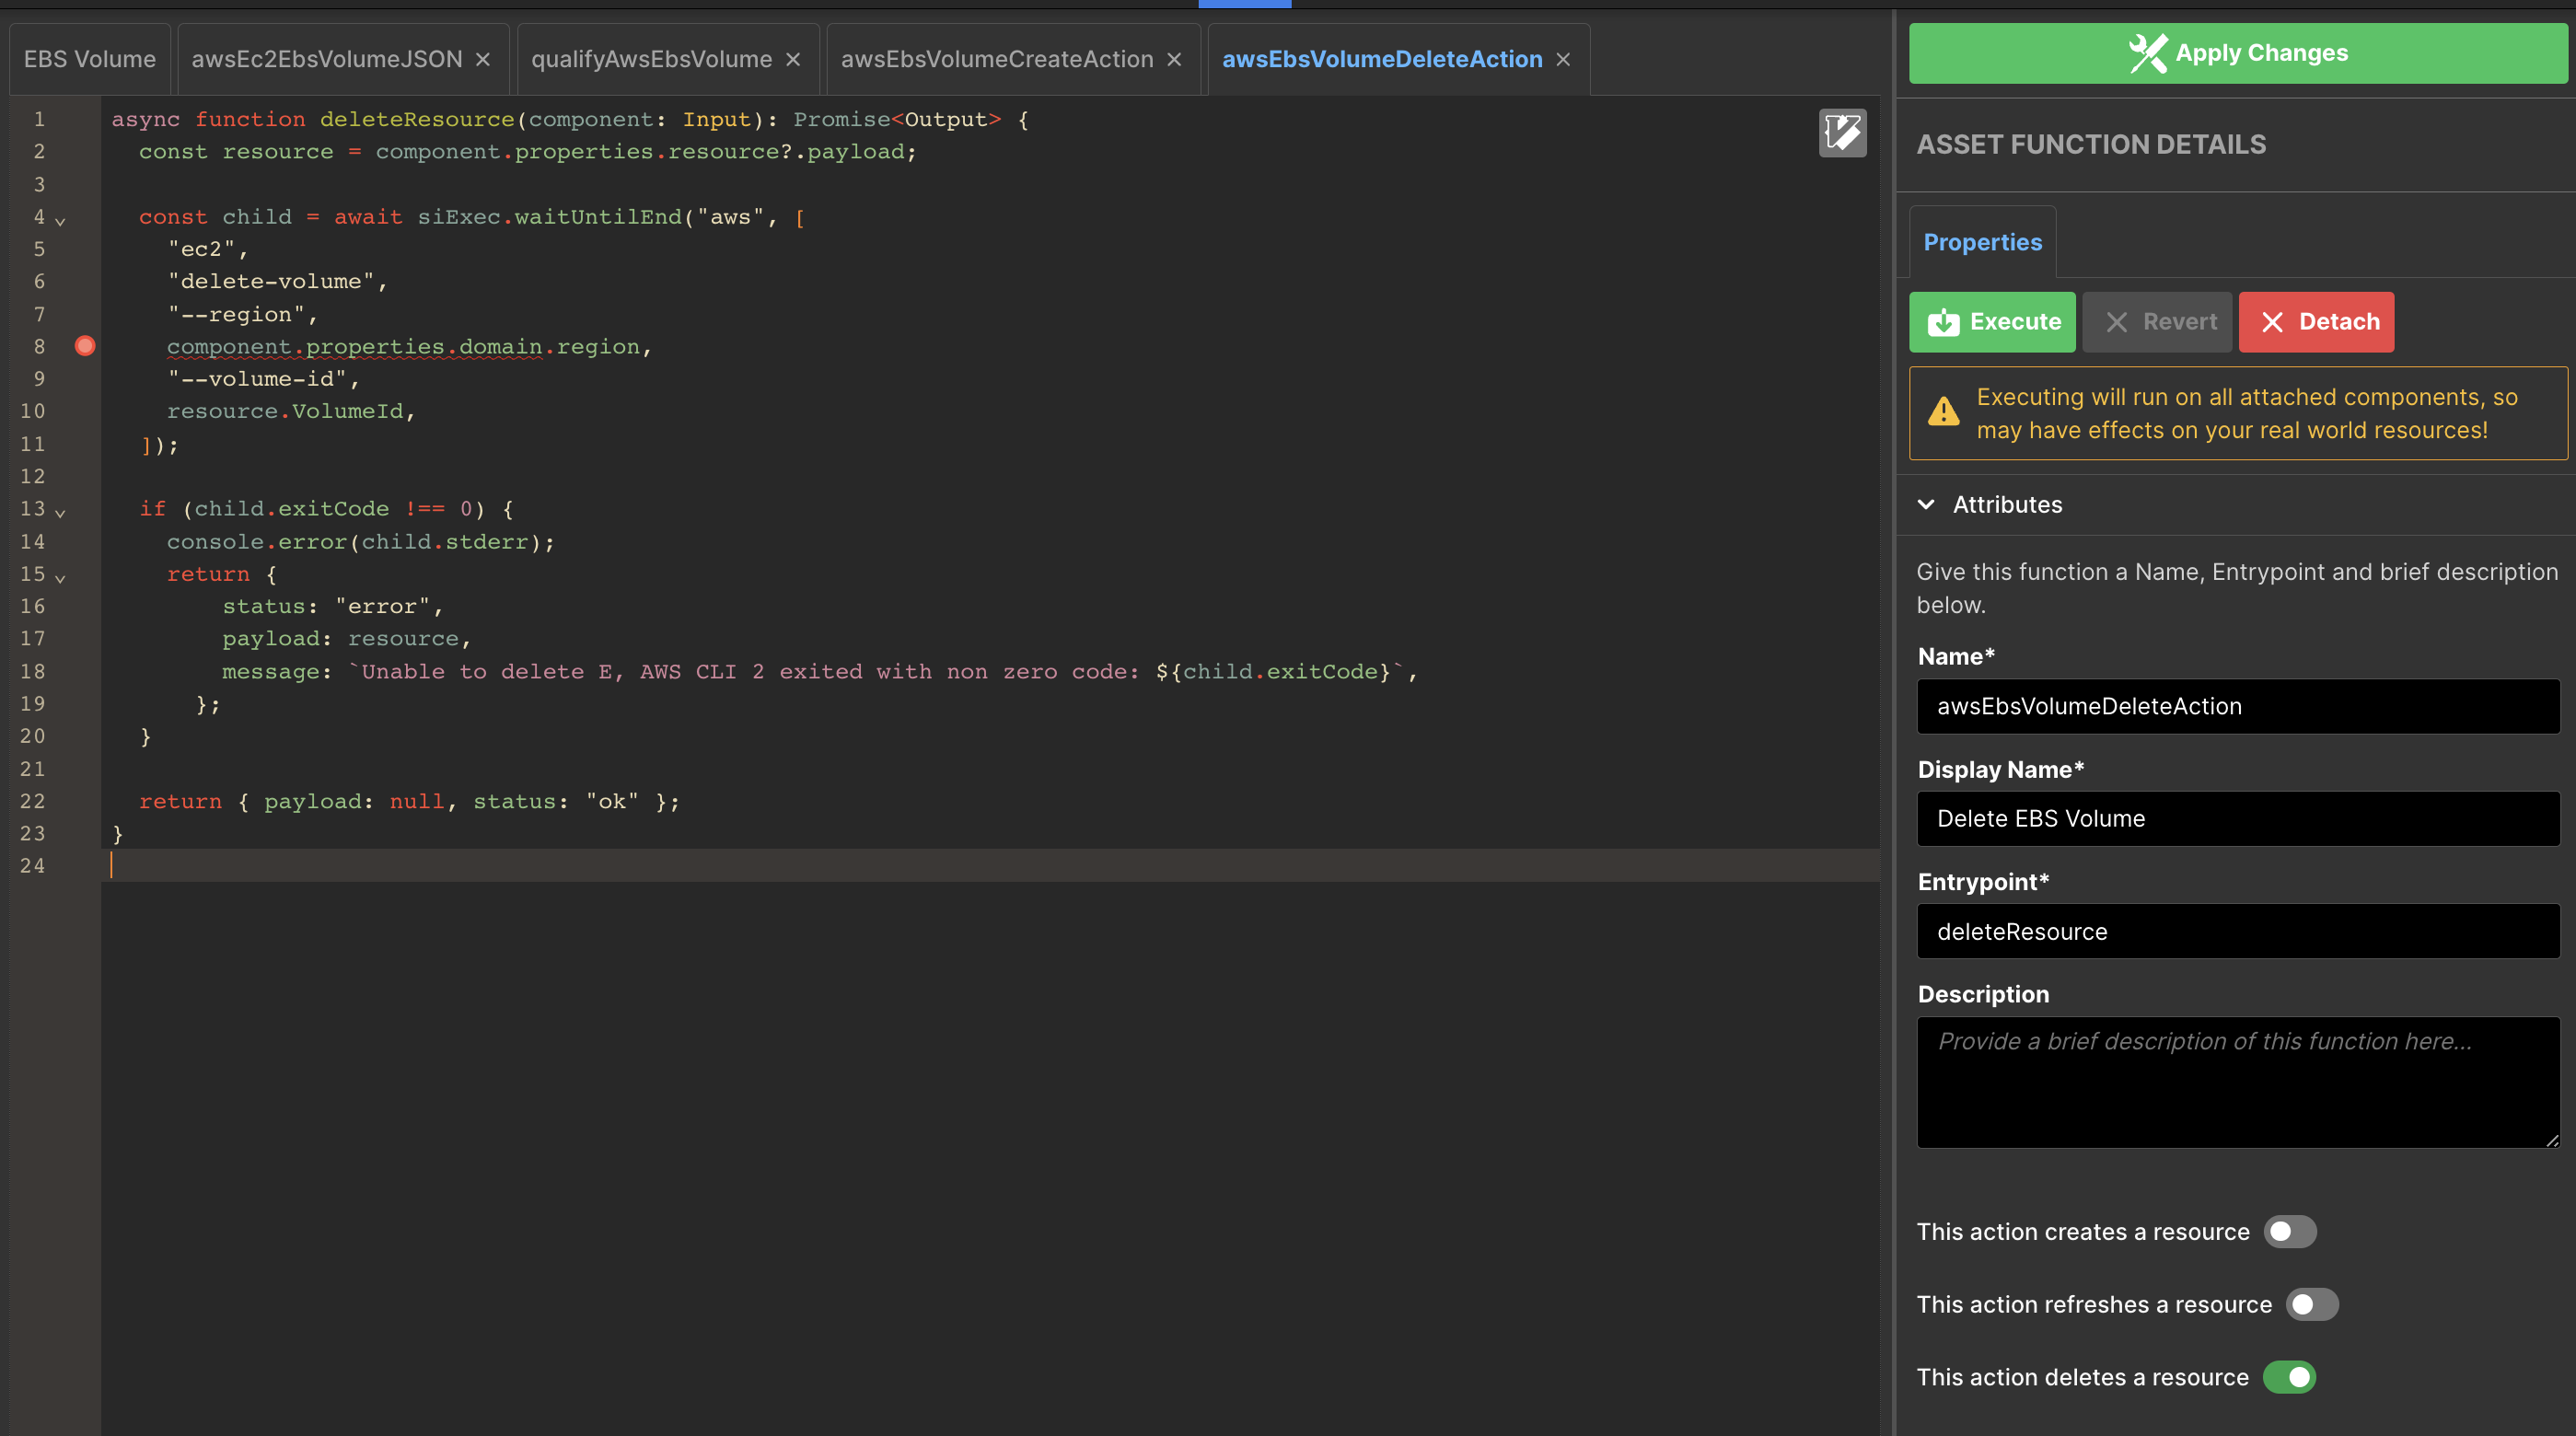 EBS Volume
awsEc2EbsVolumeJSON ×
qualifyAwsEbsVolume ×
awsEbsVolumeCreateAction ×
awsEbsVolumeDeleteAction ×
1 async function deleteResource(component: Input): Promise<Output> {
2 const resource = component.properties.resource?.payload;
3
4 const child = await siExec.waitUntilEnd("aws", [
5 "ec2",
6 "delete-volume",
7 "--region",
8 component.properties.domain.region,
9 "--volume-id",
10 resource.VolumeId,
11 ]);
12
13 if (child.exitCode !== 0) {
14 console.error(child.stderr);
15 return {
16 status: "error",
17 payload: resource,
18 message: `Unable to delete E, AWS CLI 2 exited with non zero code: ${child.exitCode}`,
19 };
20 }
21
22 return { payload: null, status: "ok" };
23 }
24
Apply Changes
ASSET FUNCTION DETAILS
Properties
Execute
Revert
Detach
Executing will run on all attached components, so
may have effects on your real world resources!
Attributes
Give this function a Name, Entrypoint and brief description
below.
Name*
awsEbsVolumeDeleteAction
Display Name*
Delete EBS Volume
Entrypoint*
deleteResource
Description
Provide a brief description of this function here...
This action creates a resource
This action refreshes a resource
This action deletes a resource